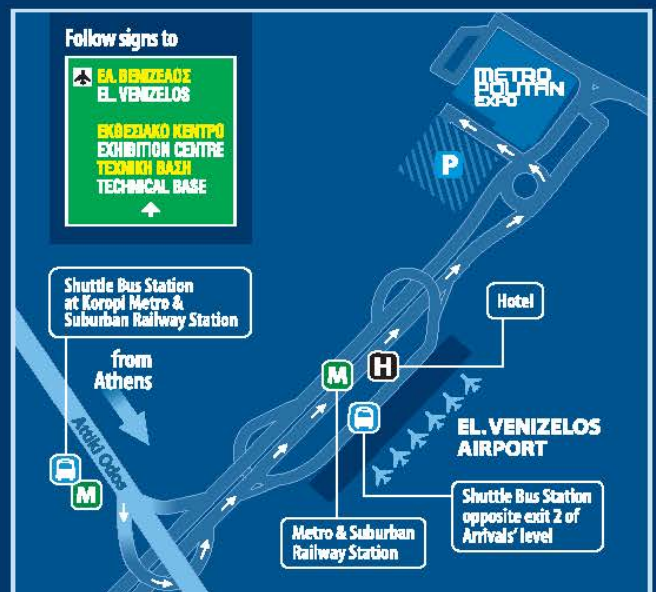 Follow signs to
ΕΛ. ΒΕΝΙΖΕΛΟΣ
EL. VENIZELOS
ΕΚΘΕΣΙΑΚΟ ΚΕΝΤΡΟ
EXHIBITION CENTRE
ΤΕΧΝΙΚΗ ΒΑΣΗ
TECHNICAL BASE
METRO
POLITAN
EXPO
P
Shuttle Bus Station
at Koropi Metro &
Suburban Railway Station
Hotel
from
Athens
M
H
Attiki Odos
M
EL. VENIZELOS
AIRPORT
Metro & Suburban
Railway Station
Shuttle Bus Station
opposite exit 2 of
Arrivals' level